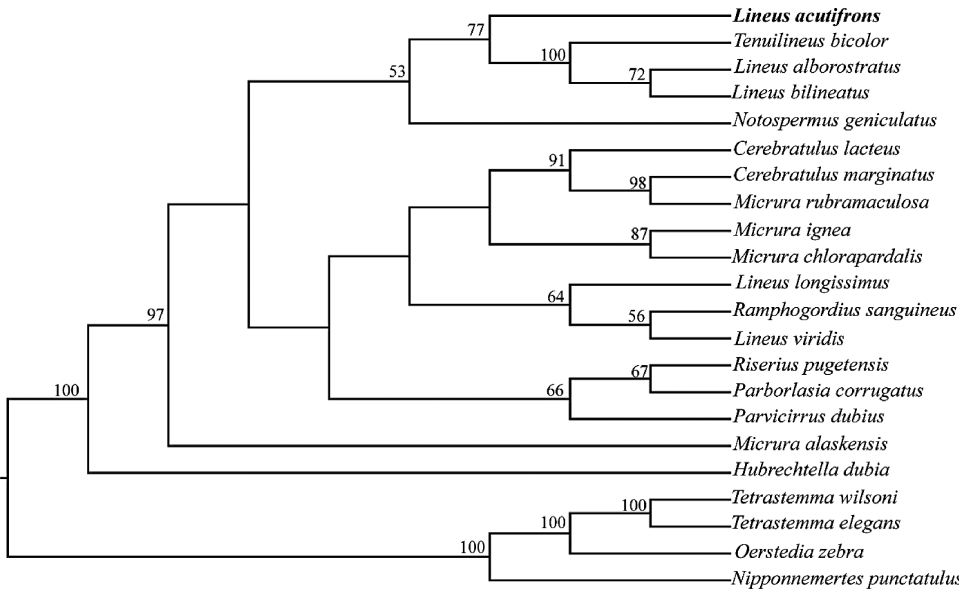 77
Lineus acutifrons
Tenuilineus bicolor
100
53
72
Lineus alborostratus
Lineus bilineatus
Notospermus geniculatus
Cerebratulus lacteus
91
Cerebratulus marginatus
98
Micrura rubramaculosa
Micrura ignea
87
Micrura chlorapardalis
Lineus longissimus
64
Ramphogordius sanguineus
56
97
Lineus viridis
Riserius pugetensis
67
100
66
Parborlasia corrugatus
Parvicirrus dubius
Micrura alaskensis
Hubrechtella dubia
Tetrastemma wilsoni
100
100
Tetrastemma elegans
100
Oerstedia zebra
Nipponnemertes punctatulus